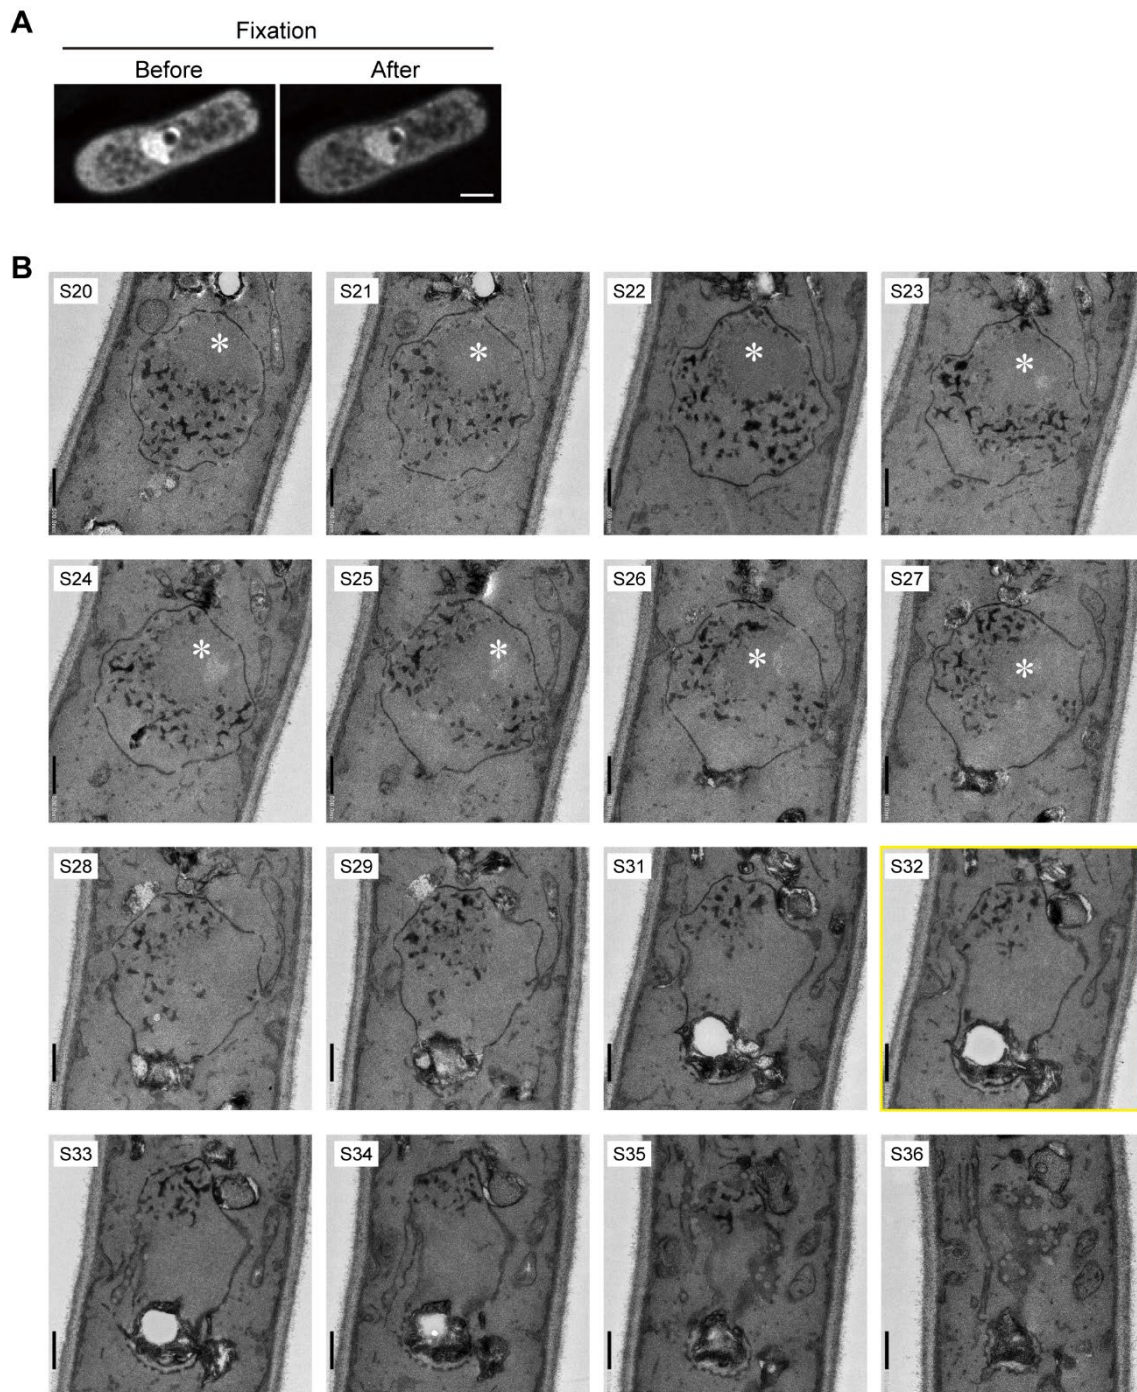 A
Fixation
Before After
B
S20 S21 S22 S23
*
*
*
*
S24 S25 S26 S27
*
*
*
*
S28 S29 S31 S32
S33 S34 S35 S36